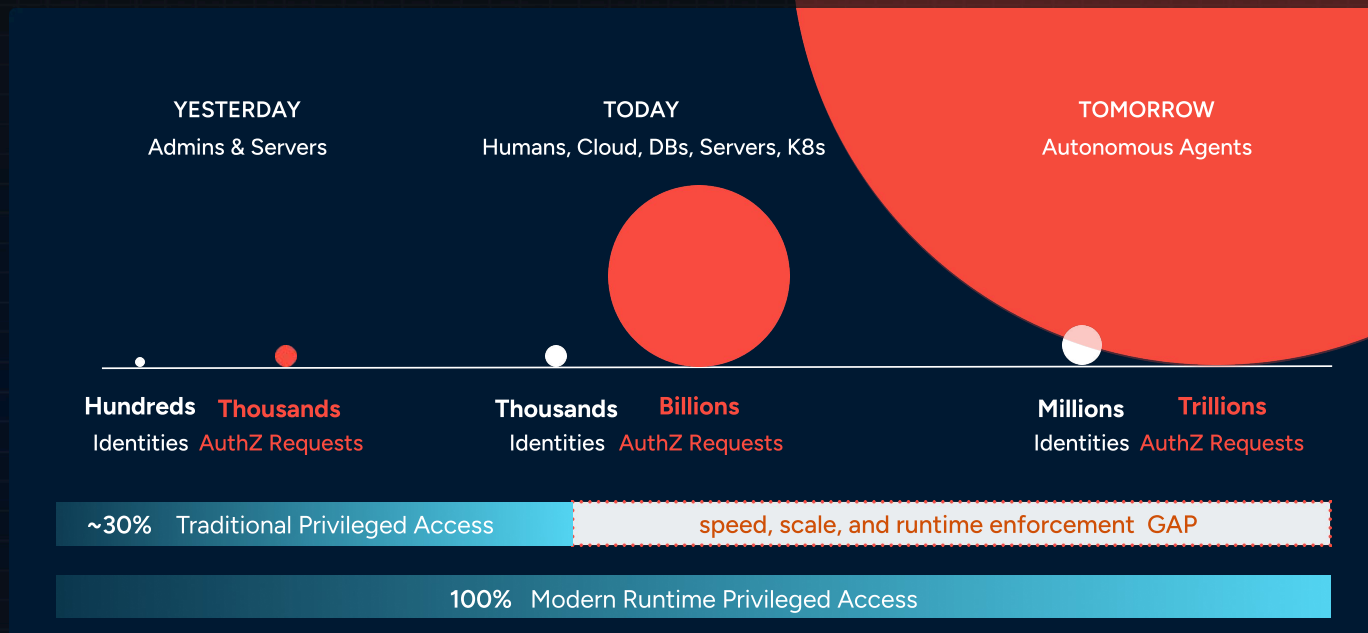 YESTERDAY
Admins & Servers
TODAY
Humans, Cloud, DBs, Servers, K8s
TOMORROW
Autonomous Agents
Hundreds
Identities
Thousands
AuthZ Requests
Thousands
Identities
Billions
AuthZ Requests
Millions
Identities
Trillions
AuthZ Requests
~30% Traditional Privileged Access
speed, scale, and runtime enforcement GAP
100% Modern Runtime Privileged Access